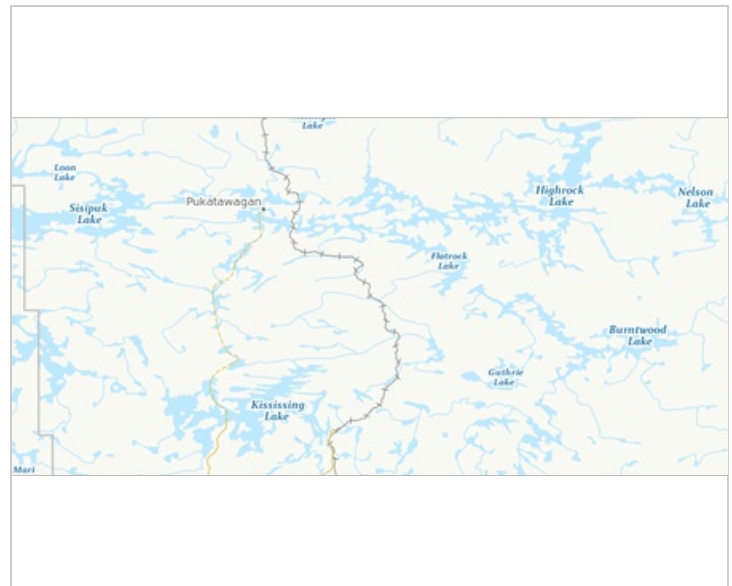 Lake
Loon
Lake
Sisipuk
Lake
Pukatawagan
Highrock
Lake
Nelson
Lake
Flatrock
Lake
Burntwood
Lake
Guthrie
Lake
Kississing
Lake
Mari